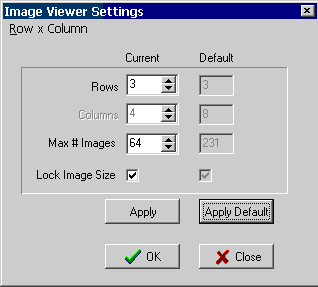 Image Viewer Settings
Row x Column
Current Default
Rows 3 3
Columns 4 8
Max # Images 64 231
Lock Image Size
Apply Apply Default
OK Close